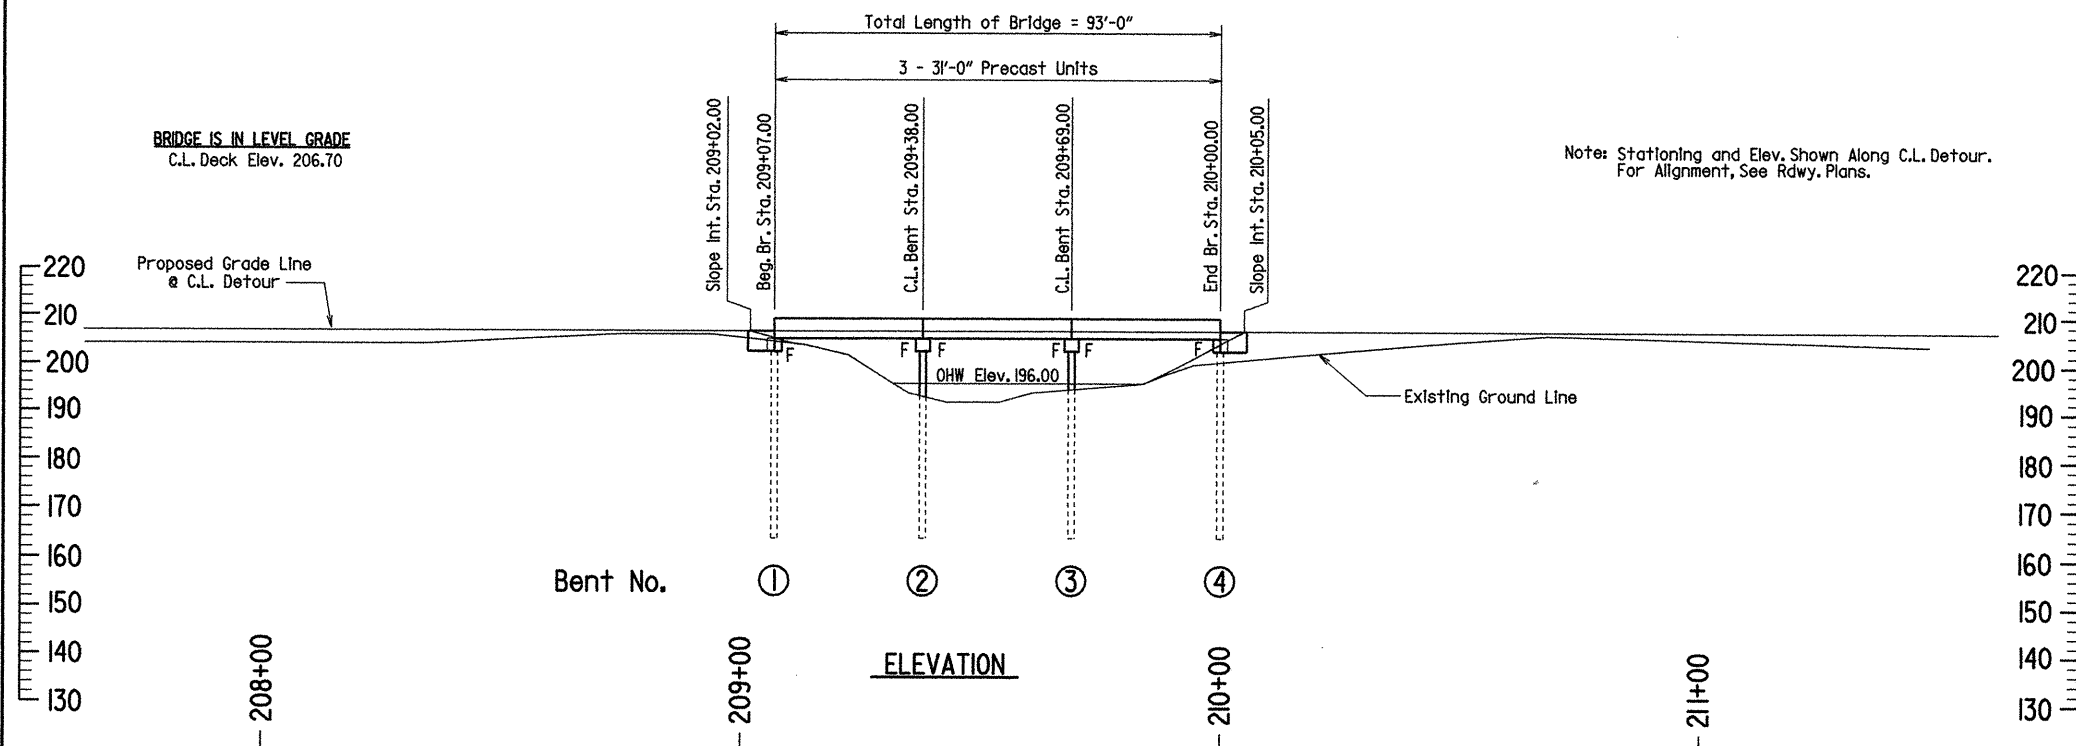 Total Length of Bridge = 93'-0"
3 - 31'-0" Precast Units
BRIDGE IS IN LEVEL GRADE
C.L. Deck Elev. 206.70
Slope Int. Sta. 209+02.00
Beg. Br. Sta. 209+07.00
C.L. Bent Sta. 209+38.00
C.L. Bent Sta. 209+69.00
End Br. Sta. 210+00.00
Slope Int. Sta. 210+05.00
Note: Stationing and Elev. Shown Along C.L. Detour.
For Alignment, See Rdwy. Plans.
Proposed Grade Line
@ C.L. Detour
220
210
200
190
180
170
160
150
140
130
F
F F
F F
F
OHW Elev. 196.00
Existing Ground Line
220
210
200
190
180
170
160
150
140
130
Bent No. 1 2 3 4
ELEVATION
208+00
209+00
210+00
211+00